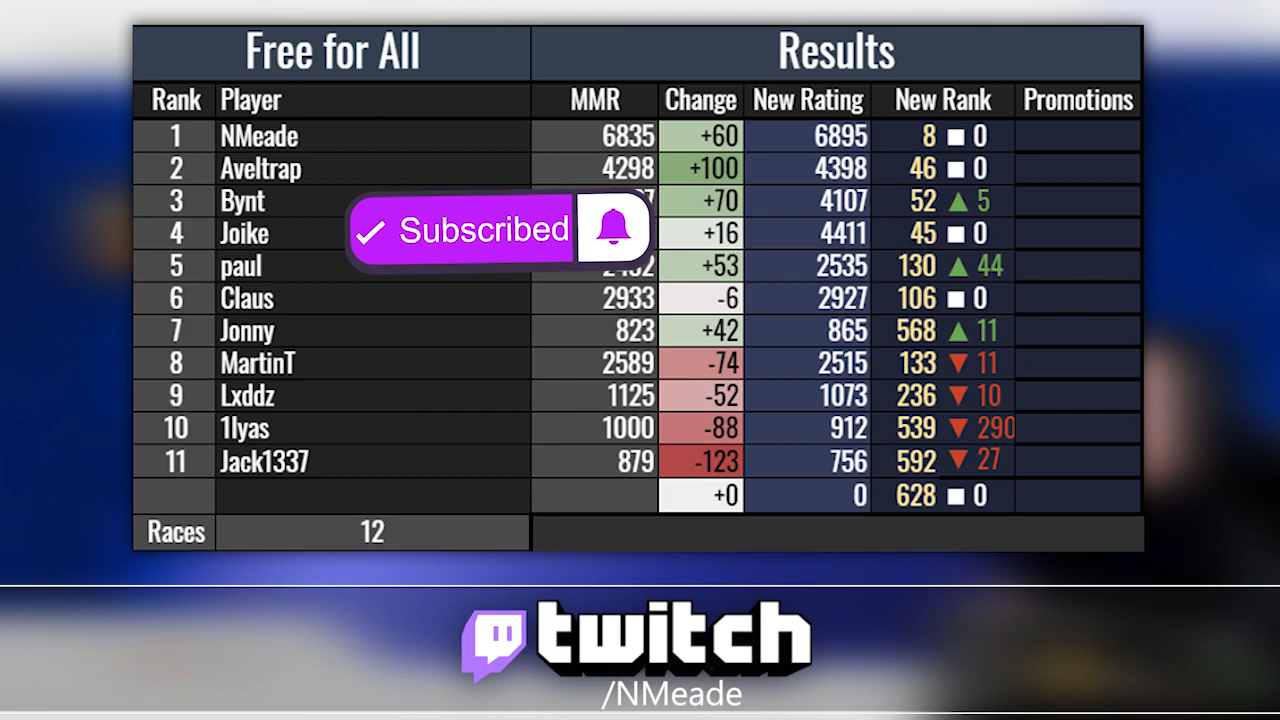 Free for All Results
Rank Player MMR Change New Rating New Rank Promotions
1 NMeade 6835 +60 6895 8 ■ 0
2 Aveltrap 4298 +100 4398 46 ■ 0
3 Bynt +70 4107 52 ▲ 5
4 Joike +16 4411 45 ■ 0
Subscribed
5 paul +53 2535 130 ▲ 44
6 Claus 2933 -6 2927 106 ■ 0
7 Jonny 823 +42 865 568 ▲ 11
8 MartinT 2589 -74 2515 133 ▼ 11
9 Lxddz 1125 -52 1073 236 ▼ 10
10 1lyas 1000 -88 912 539 ▼ 290
11 Jack1337 879 -123 756 592 ▼ 27
+0 0 628 ■ 0
Races 12
twitch
/NMeade